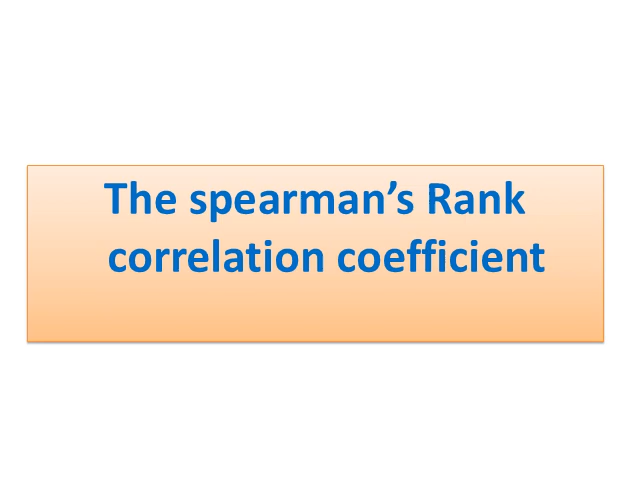 The spearman’s Rank
correlation coefficient